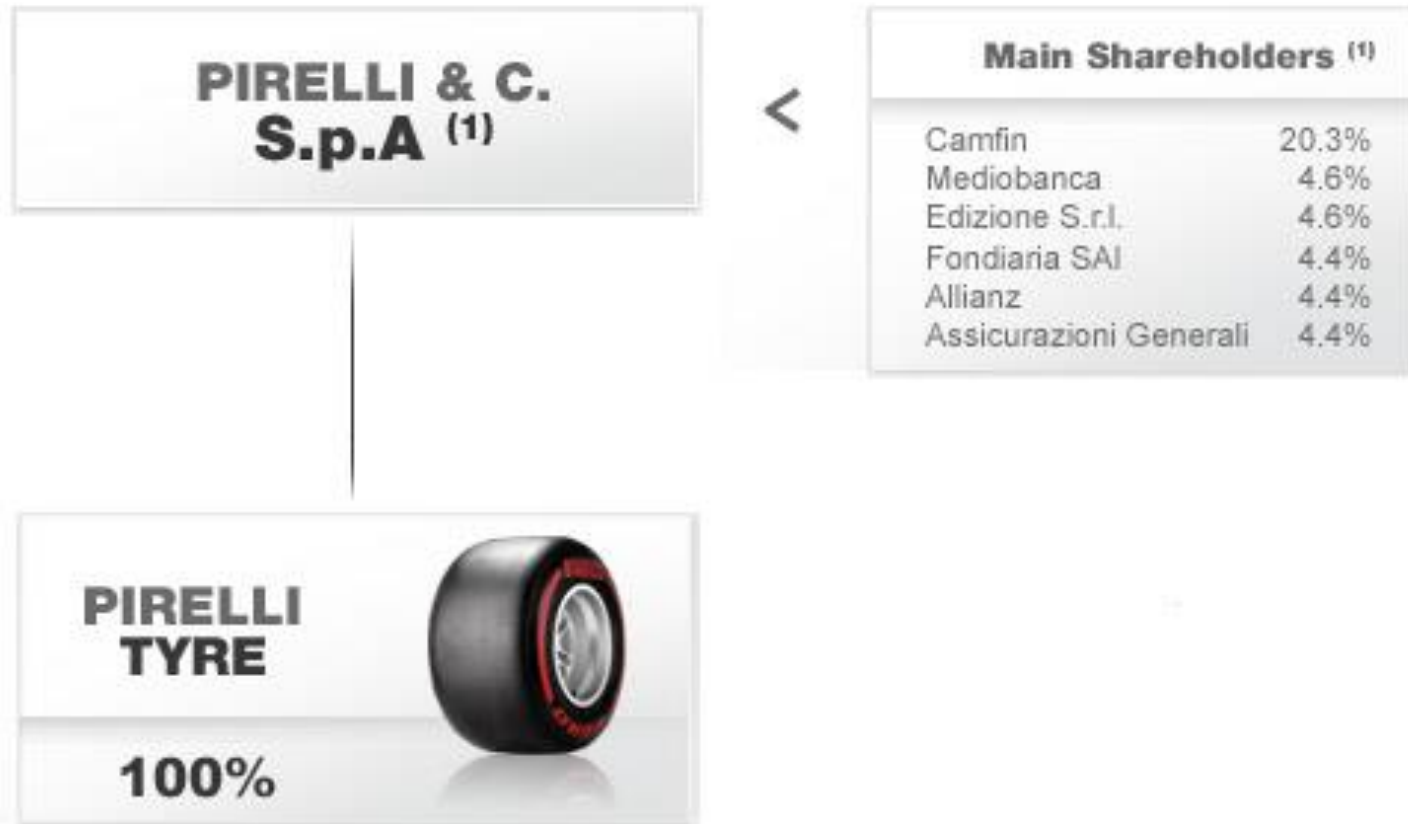 PIRELLI & C.
S.p.A (1)
<
Main Shareholders (1)
Camfin 20.3%
Mediobanca 4.6%
Edizione S.r.l. 4.6%
Fondiaria SAI 4.4%
Allianz 4.4%
Assicurazioni Generali 4.4%
PIRELLI
TYRE
100%